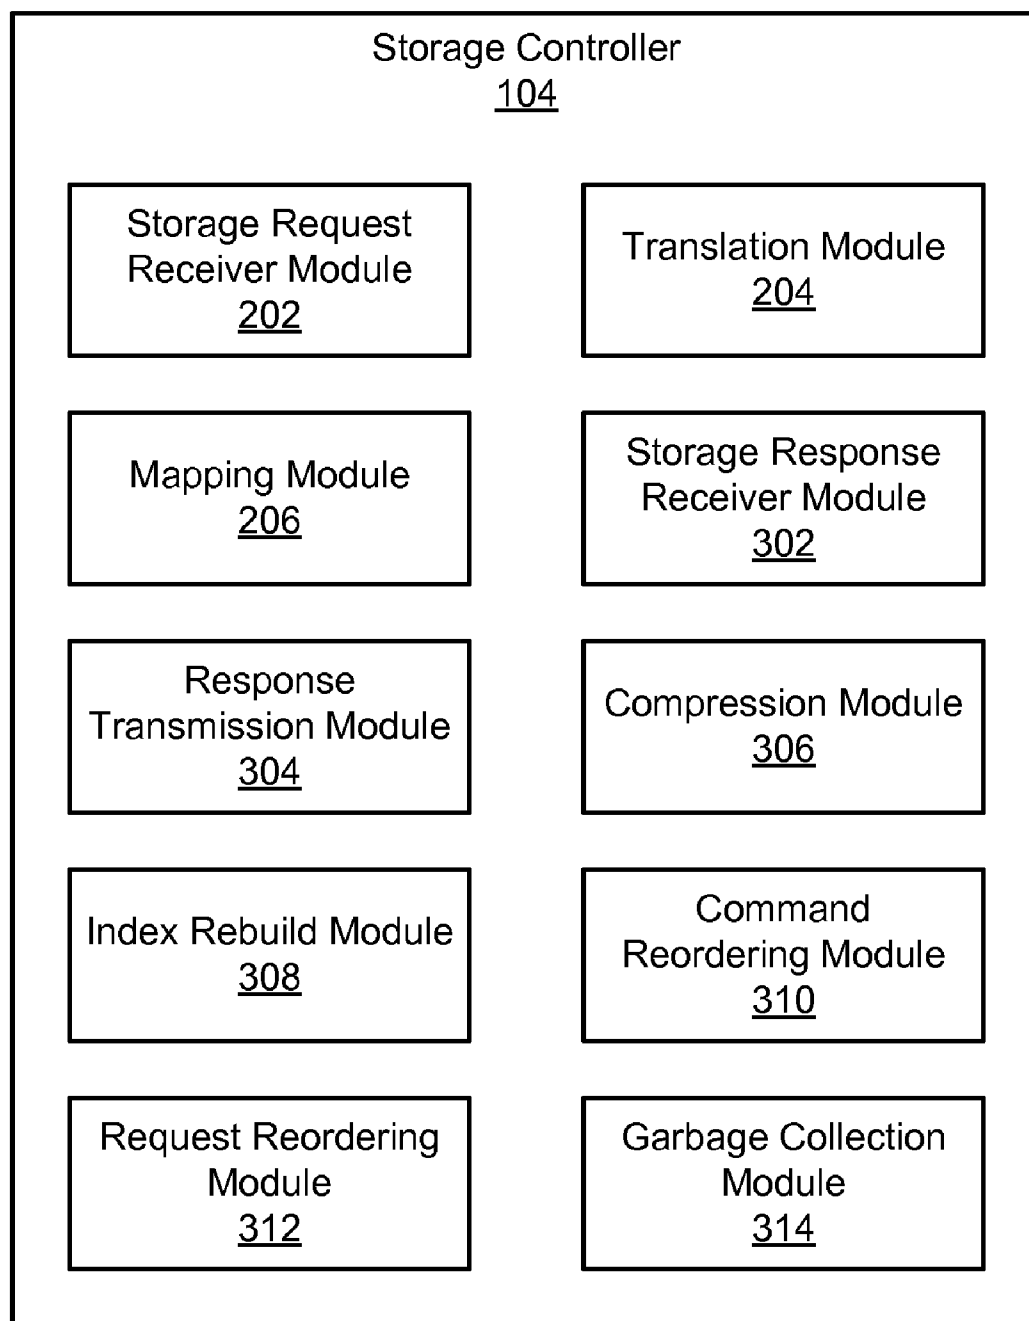 Storage Controller
104
Storage Request
Receiver Module
202
Translation Module
204
Mapping Module
206
Storage Response
Receiver Module
302
Response
Transmission Module
304
Compression Module
306
Index Rebuild Module
308
Command
Reordering Module
310
Request Reordering
Module
312
Garbage Collection
Module
314